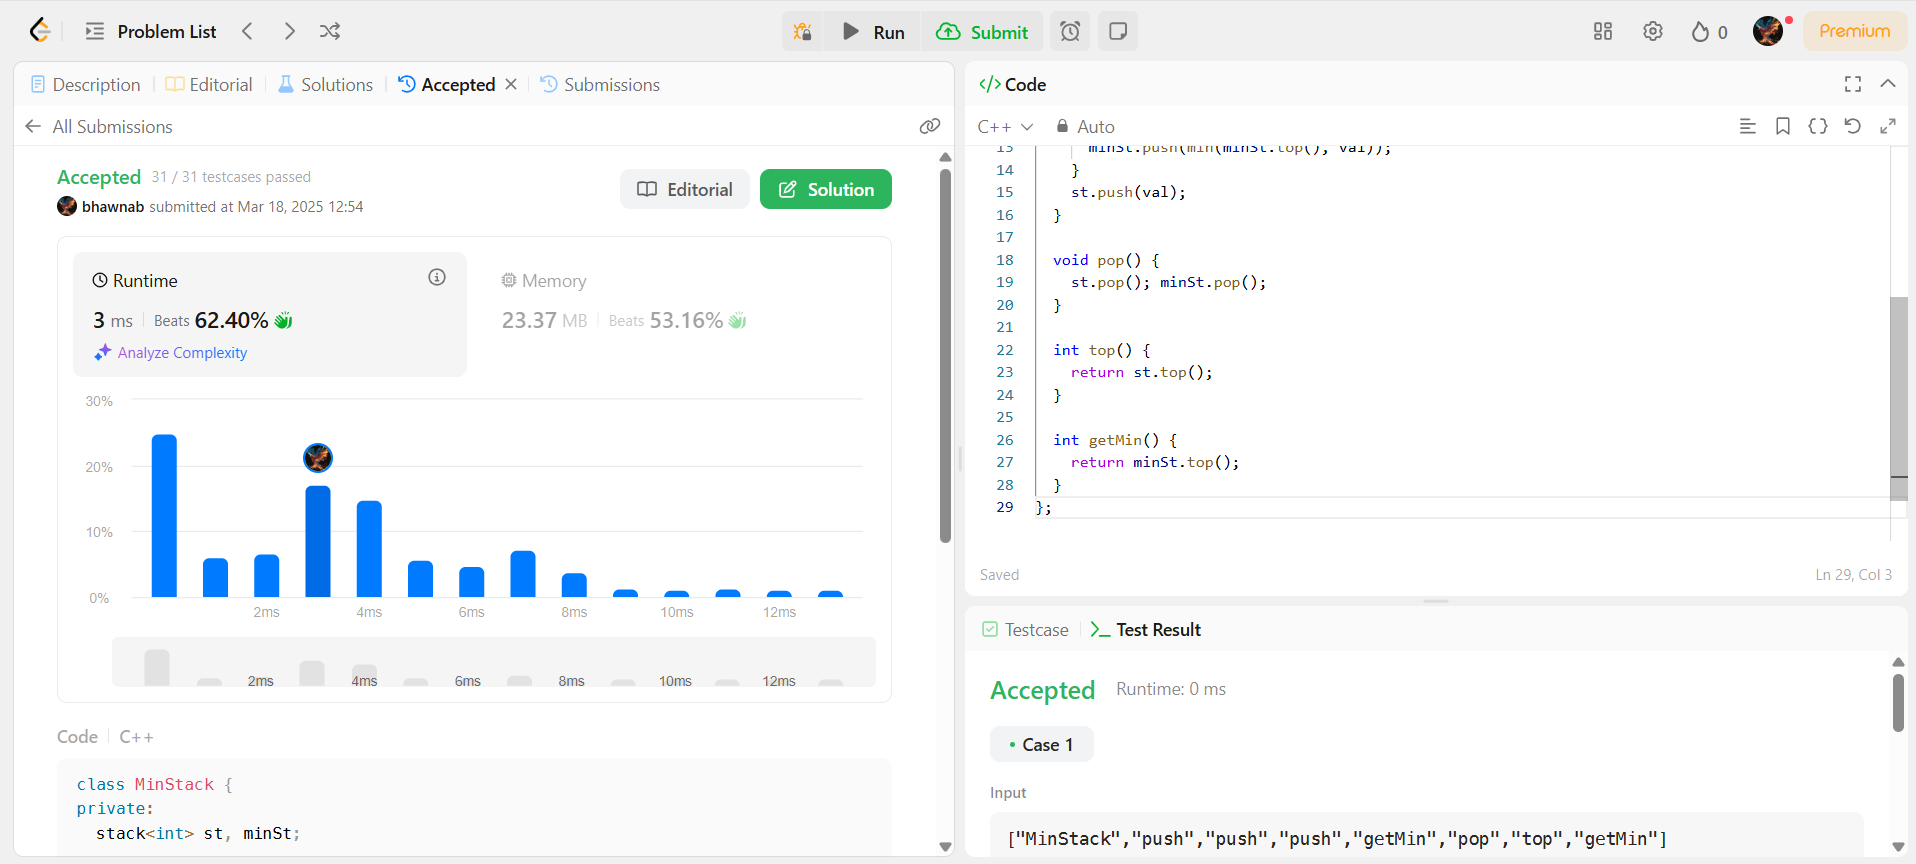 Problem List
Run
Submit
0
Premium
Description
Editorial
Solutions
Accepted
Submissions
All Submissions
Accepted 31 / 31 testcases passed
bhawnab submitted at Mar 18, 2025 12:54
Editorial
Solution
Runtime
3 ms Beats 62.40%
Analyze Complexity
Memory
23.37 MB Beats 53.16%
30%
20%
10%
0%
2ms 4ms 6ms 8ms 10ms 12ms
2ms 4ms 6ms 8ms 10ms 12ms
Code C++
class MinStack {
private:
stack<int> st, minSt;
</> Code
C++ Auto
13 minSt.push(min(minSt.top(), val));
14 }
15 st.push(val);
16 }
17
18 void pop() {
19 st.pop(); minSt.pop();
20 }
21
22 int top() {
23 return st.top();
24 }
25
26 int getMin() {
27 return minSt.top();
28 }
29 };
Saved
Ln 29, Col 3
Testcase
Test Result
Accepted Runtime: 0 ms
Case 1
Input
["MinStack","push","push","push","getMin","pop","top","getMin"]